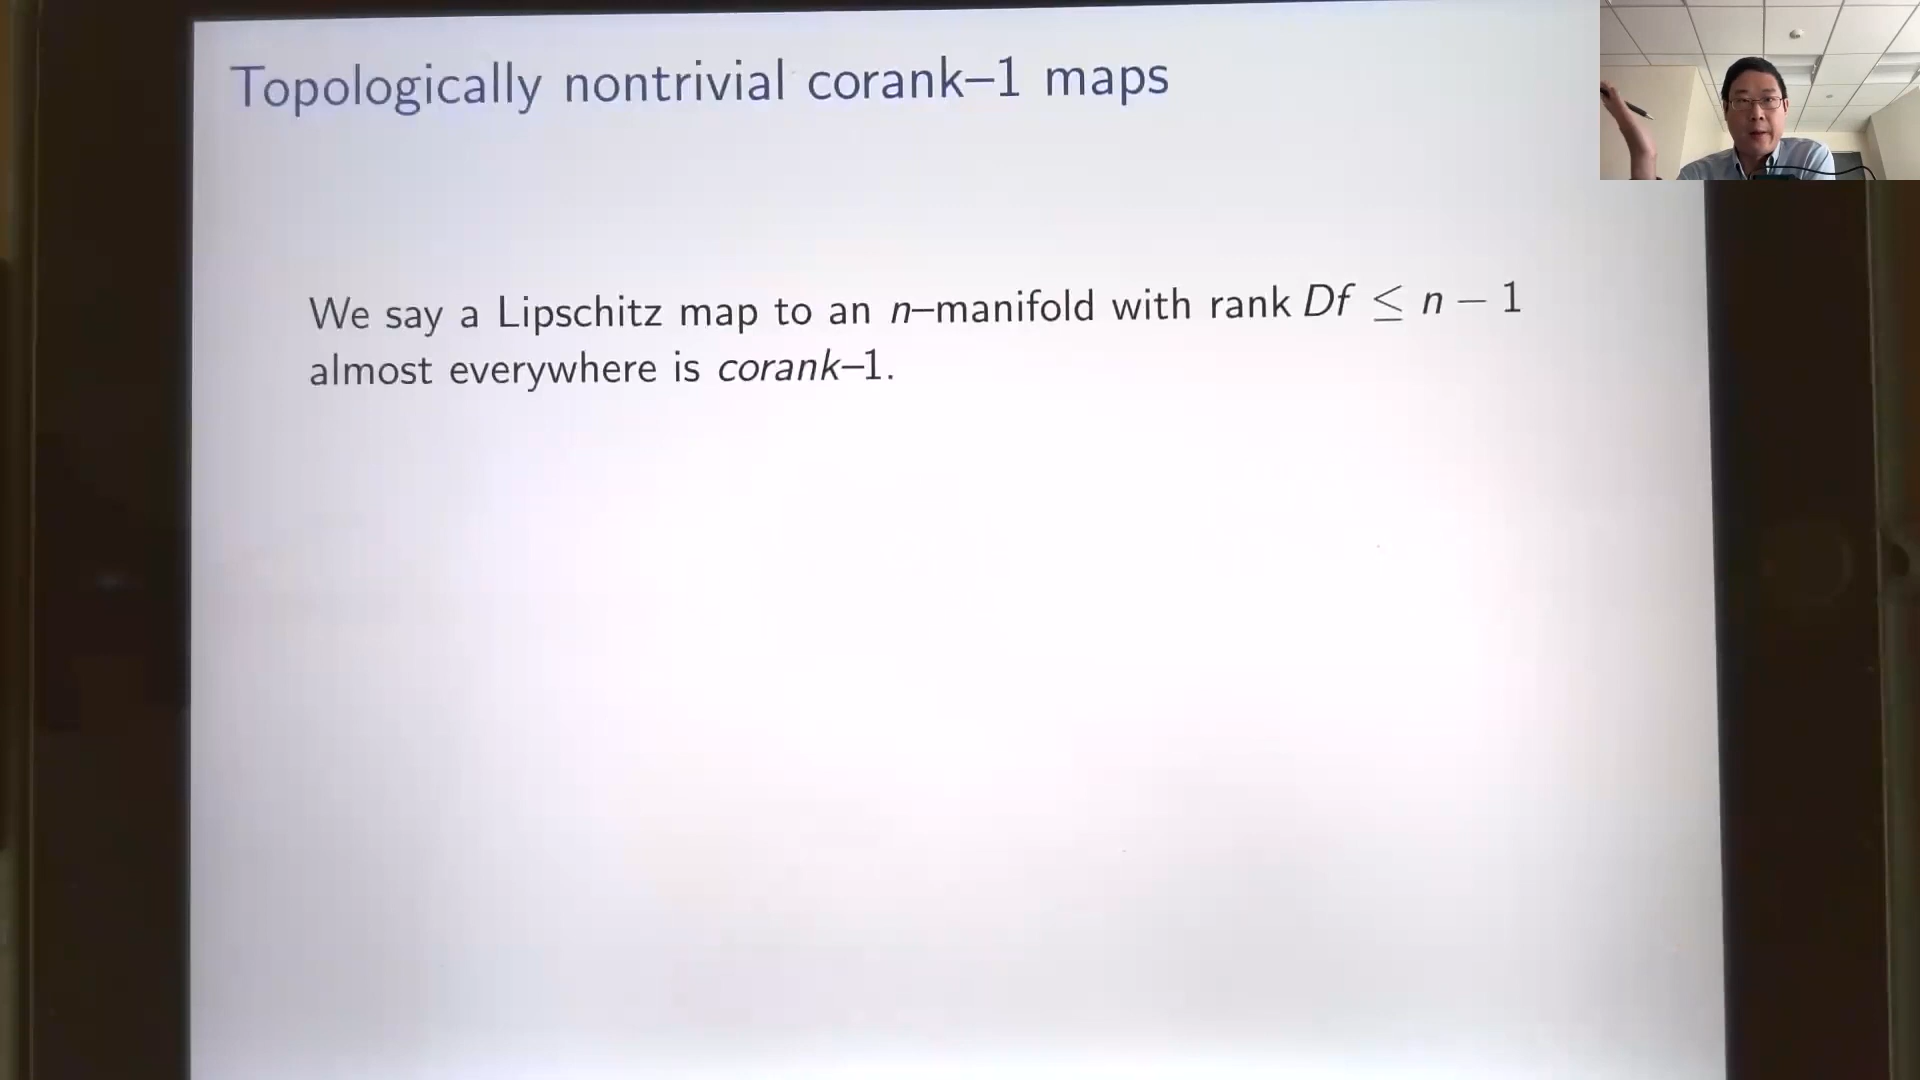 Topologically nontrivial corank–1 maps
We say a Lipschitz map to an n–manifold with rank Df ≤ n − 1
almost everywhere is corank–1.